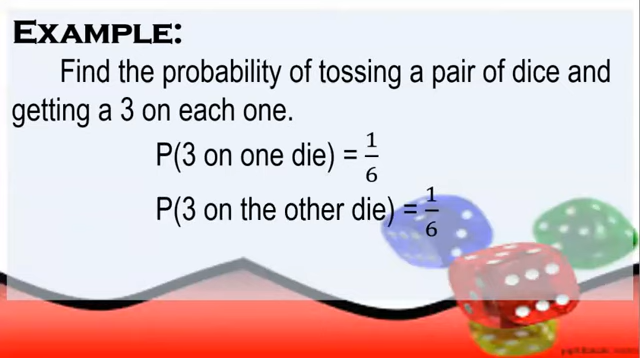 EXAMPLE:
Find the probability of tossing a pair of dice and
getting a 3 on each one.
P(3 on one die) = 1/6
P(3 on the other die) = 1/6